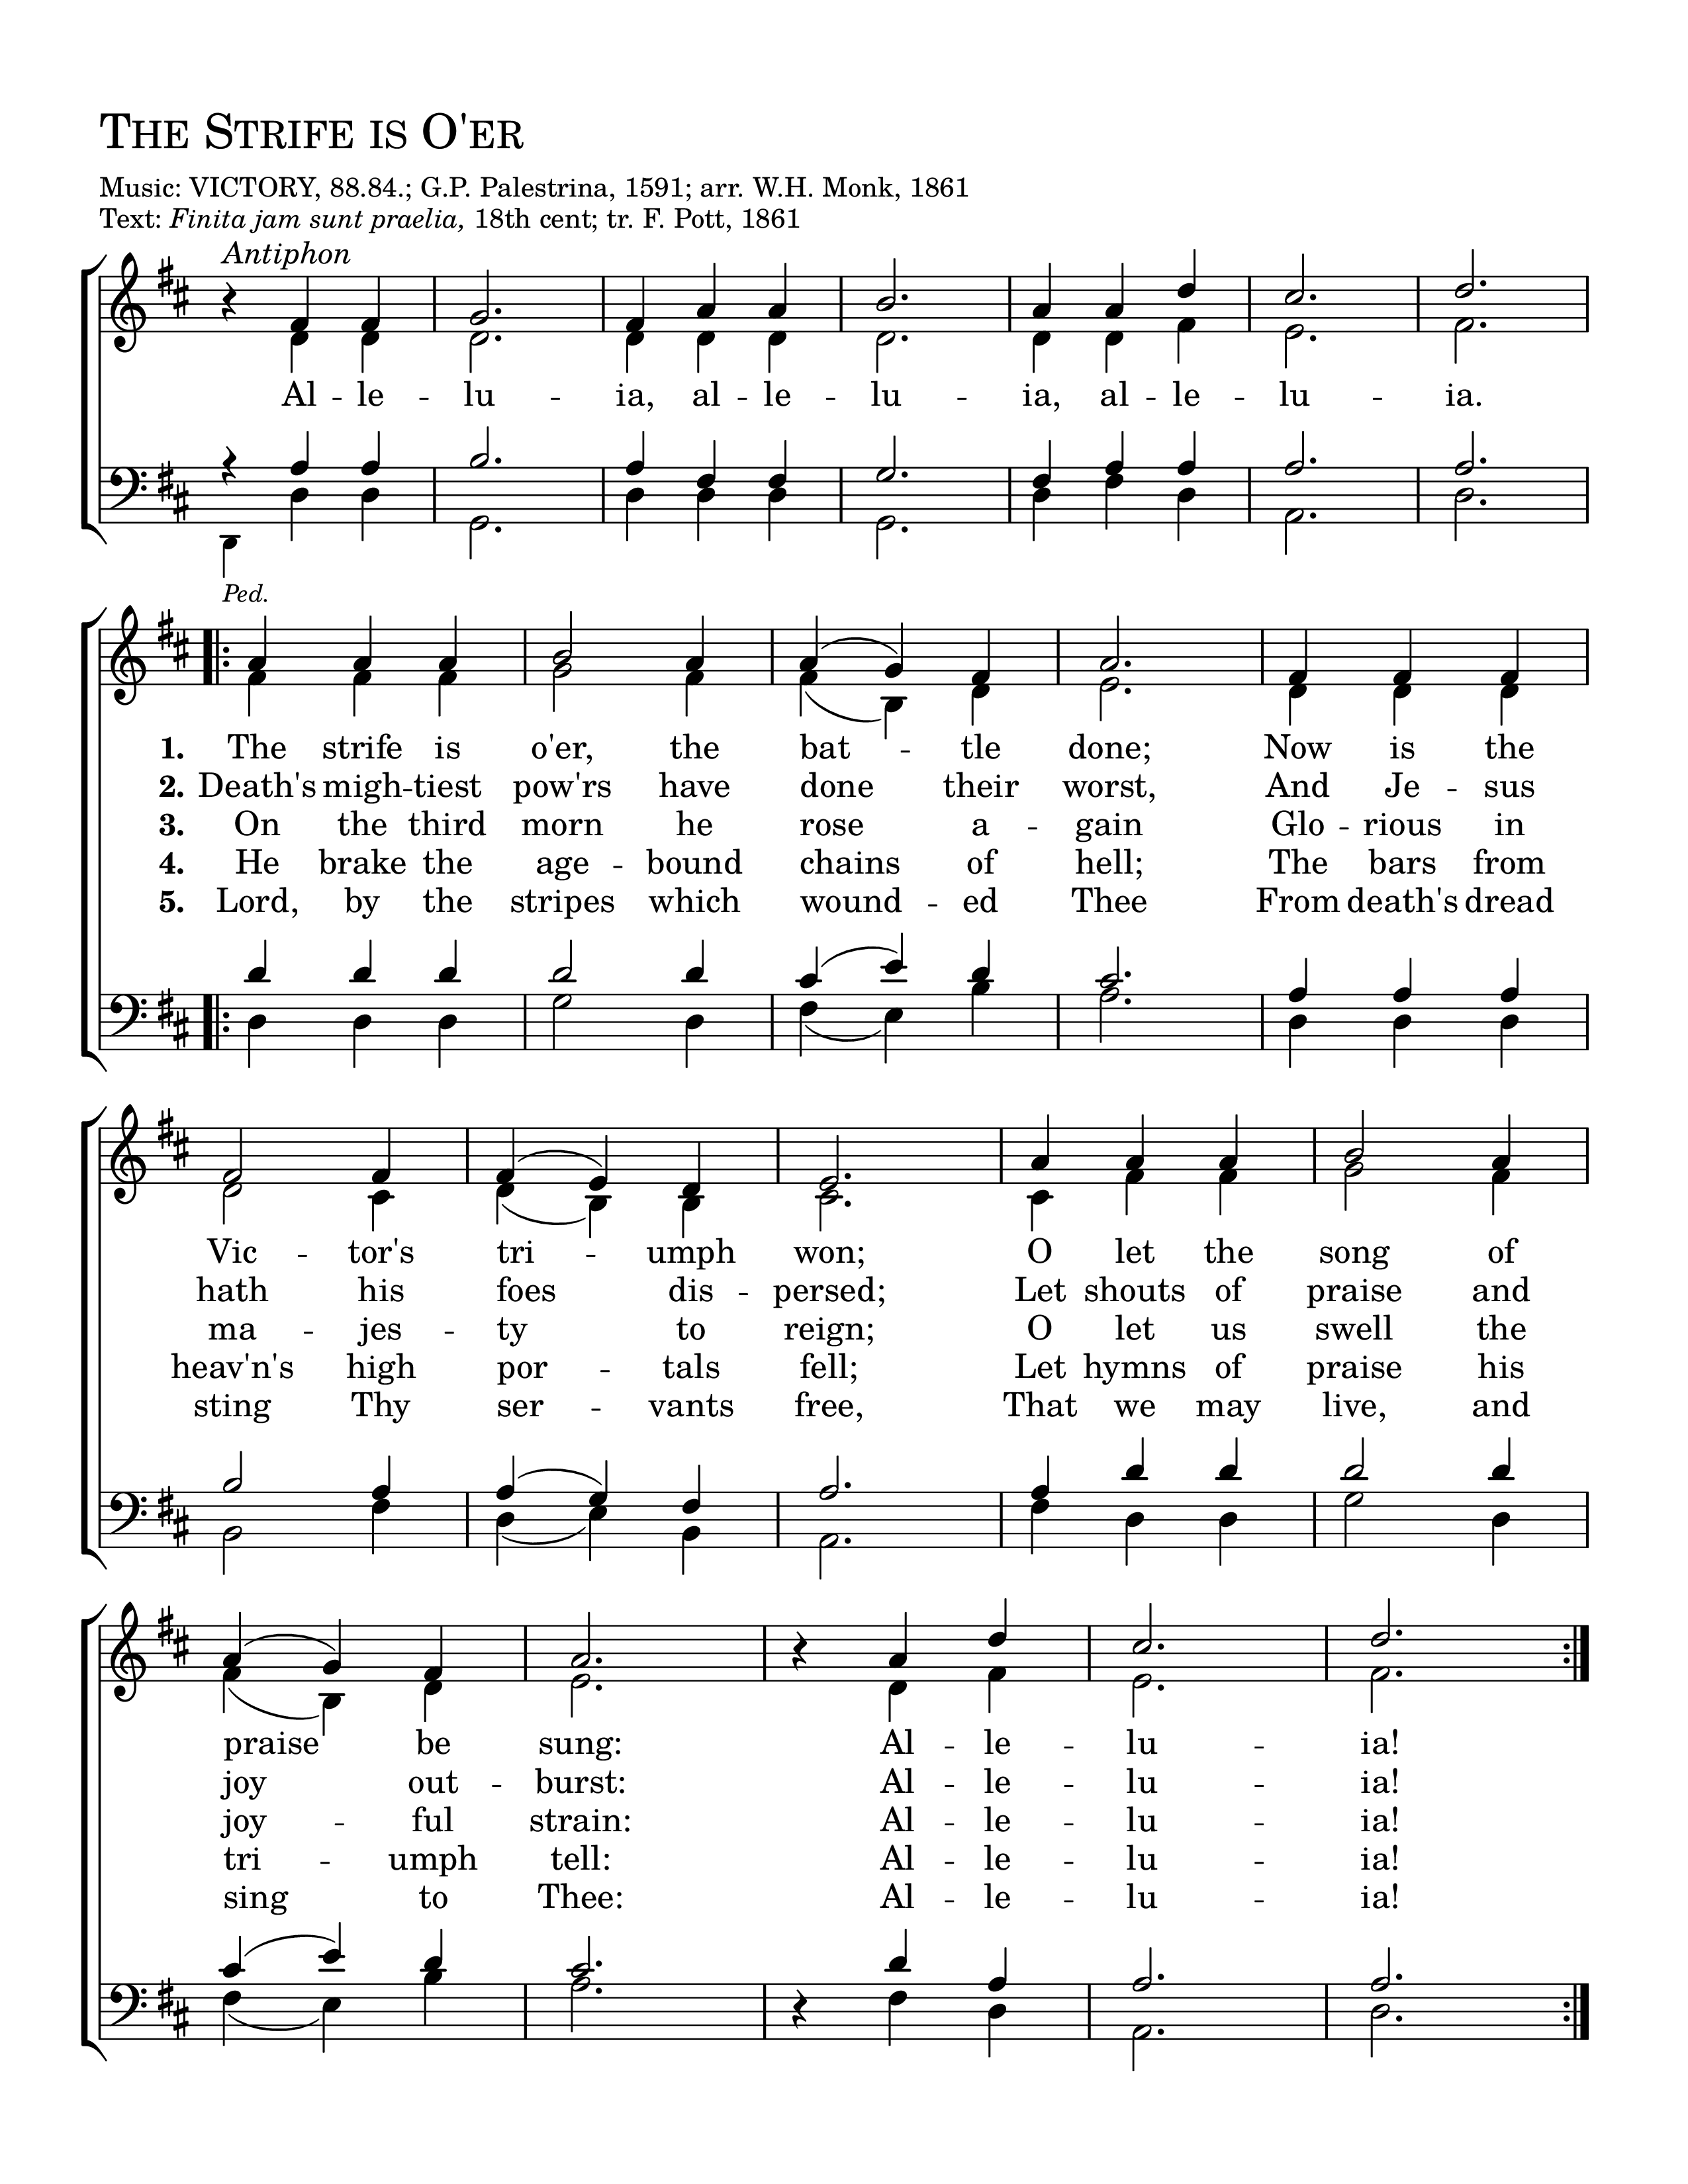 The Strife is O'er
Music: VICTORY, 88.84.; G.P. Palestrina, 1591; arr. W.H. Monk, 1861
Text: Finita jam sunt praelia, 18th cent; tr. F. Pott, 1861
Antiphon
Al -- le -- lu -- ia, al -- le -- lu -- ia, al -- le -- lu -- ia.
Ped.
1. The strife is o'er, the bat -- tle done; Now is the
2. Death's migh -- tiest pow'rs have done their worst, And Je -- sus
3. On the third morn he rose a -- gain Glo -- rious in
4. He brake the age -- bound chains of hell; The bars from
5. Lord, by the stripes which wound -- ed Thee From death's dread
Vic -- tor's tri -- umph won; O let the song of
hath his foes dis -- persed; Let shouts of praise and
ma -- jes -- ty to reign; O let us swell the
heav'n's high por -- tals fell; Let hymns of praise his
sting Thy ser -- vants free, That we may live, and
praise be sung: Al -- le -- lu -- ia!
joy out -- burst: Al -- le -- lu -- ia!
joy -- ful strain: Al -- le -- lu -- ia!
tri -- umph tell: Al -- le -- lu -- ia!
sing to Thee: Al -- le -- lu -- ia!